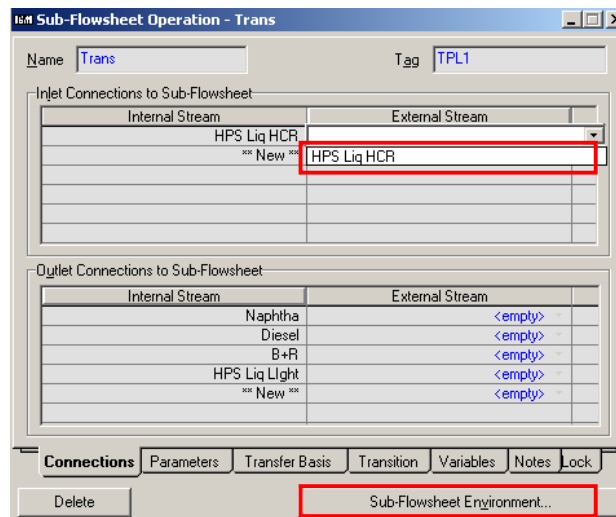 Sub-Flowsheet Operation - Trans
Name Trans Tag TPL1
Inlet Connections to Sub-Flowsheet
Internal Stream External Stream
HPS Liq HCR
** New ** HPS Liq HCR
Outlet Connections to Sub-Flowsheet
Internal Stream External Stream
Naphtha <empty>
Diesel <empty>
B+R <empty>
HPS Liq LIght <empty>
** New **
Connections Parameters Transfer Basis Transition Variables Notes Lock
Delete Sub-Flowsheet Environment...